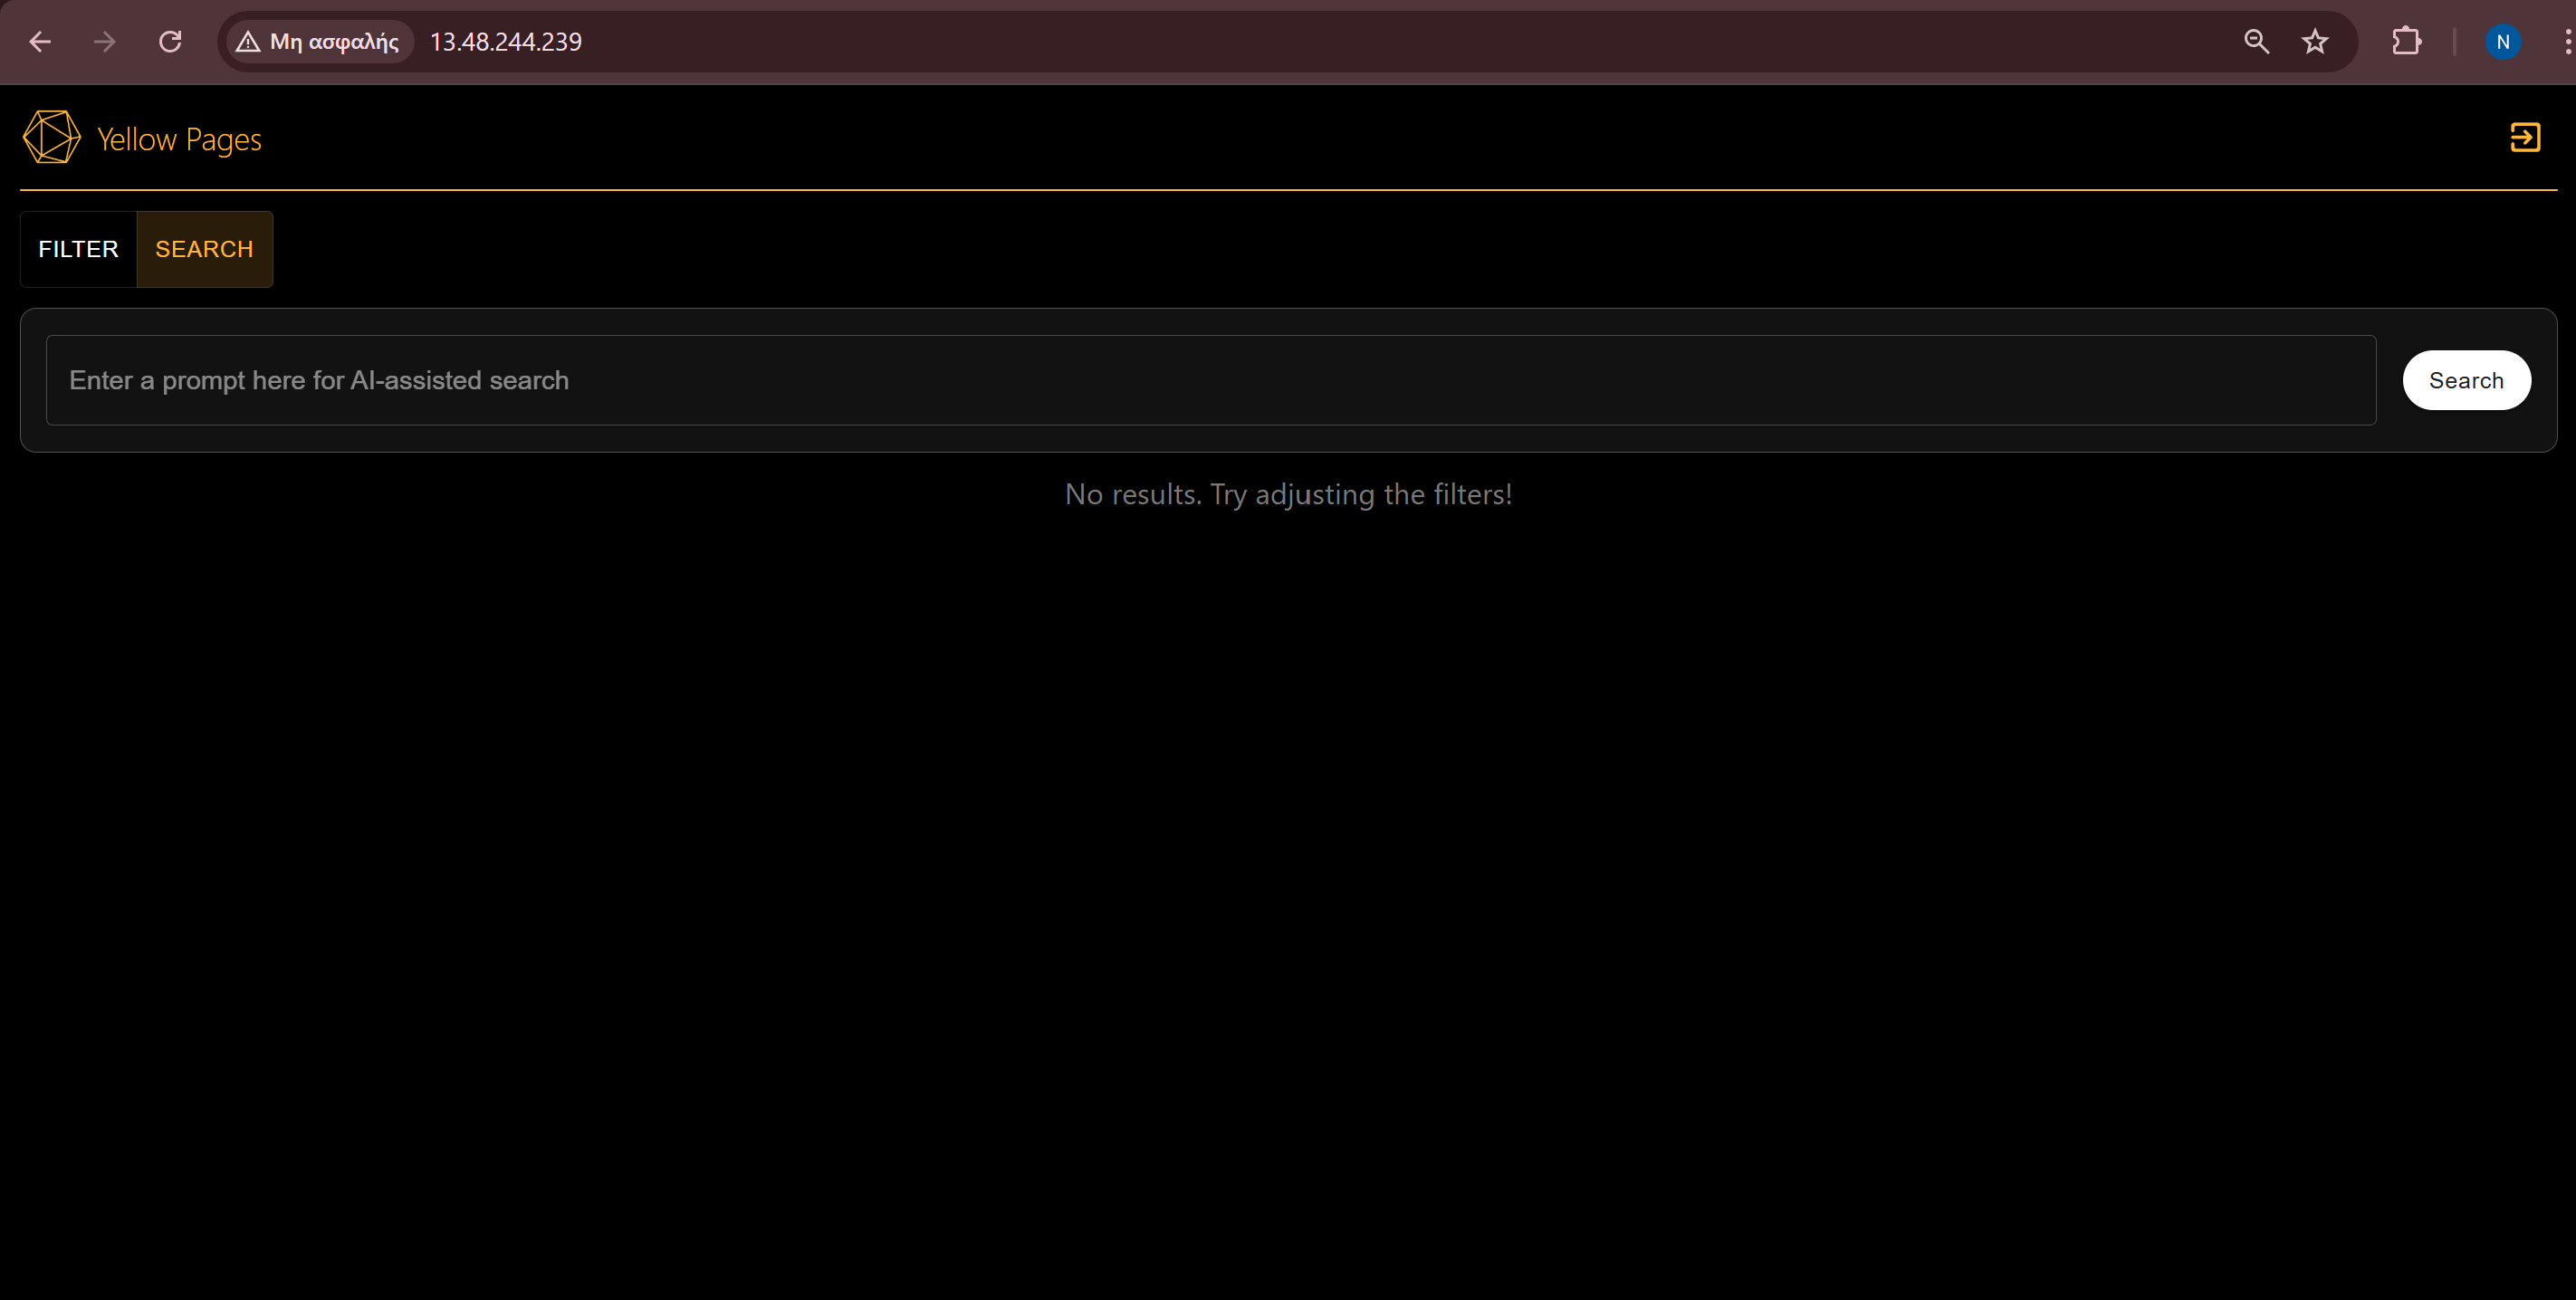 Μη ασφαλής 13.48.244.239
N
Yellow Pages
FILTER SEARCH
Enter a prompt here for AI-assisted search
Search
No results. Try adjusting the filters!